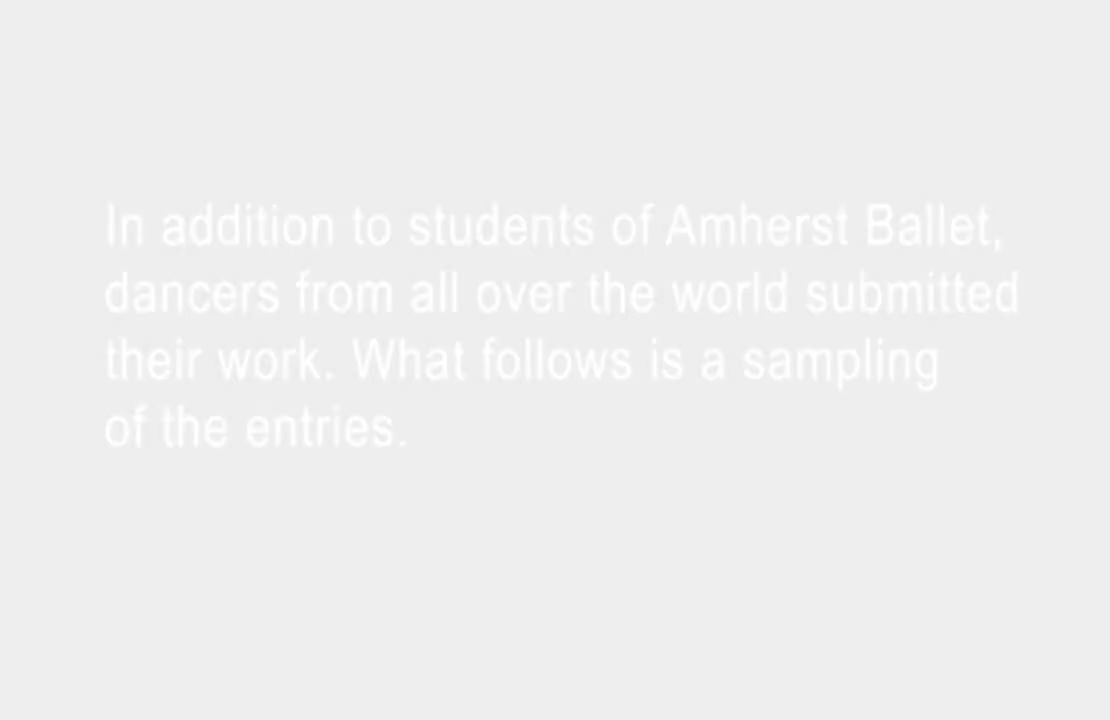 In addition to students of Amherst Ballet,
dancers from all over the world submitted
their work. What follows is a sampling
of the entries.